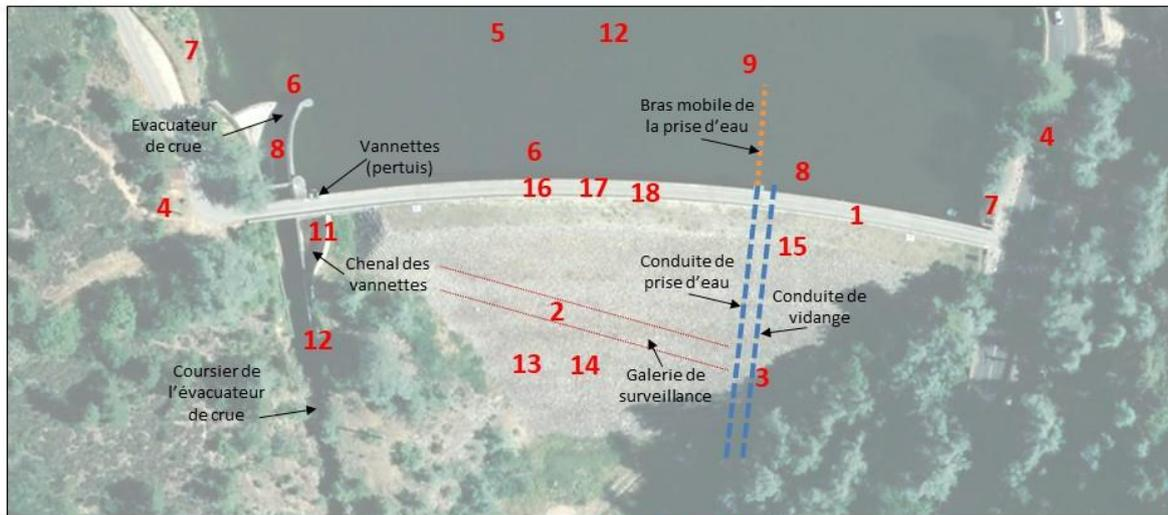 5 12
7
9
6
Bras mobile de
la prise d'eau
Evacuateur
de crue
4
8
Vannettes
(pertuis)
6
8
16 17 18
4
7
1
11
15
Chenal des
vannettes
Conduite de
prise d'eau
Conduite de
vidange
2
12
13 14
3
Galerie de
surveillance
Coursier de
l'évacuateur
de crue